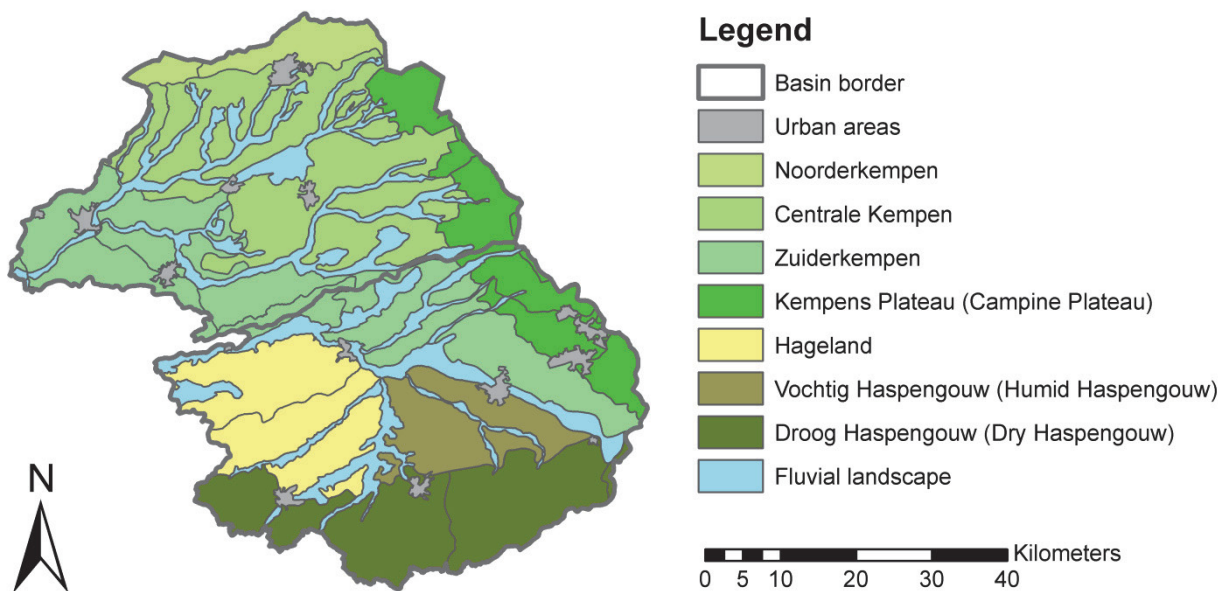 Legend
Basin border
Urban areas
Noorderkempen
Centrale Kempen
Zuiderkempen
Kempens Plateau (Campine Plateau)
Hageland
Vochtig Haspengouw (Humid Haspengouw)
Droog Haspengouw (Dry Haspengouw)
Fluvial landscape
N
Kilometers
0 5 10 20 30 40